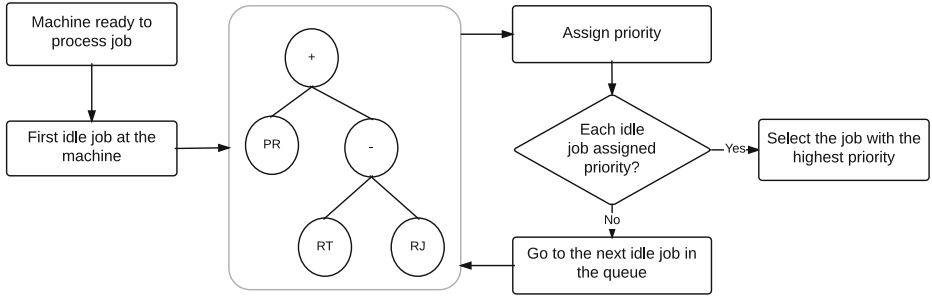 Machine ready to
process job
First idle job at the
machine
+
PR
-
RT
RJ
Assign priority
Each idle
job assigned
priority?
Yes
Select the job with the
highest priority
No
Go to the next idle job in
the queue